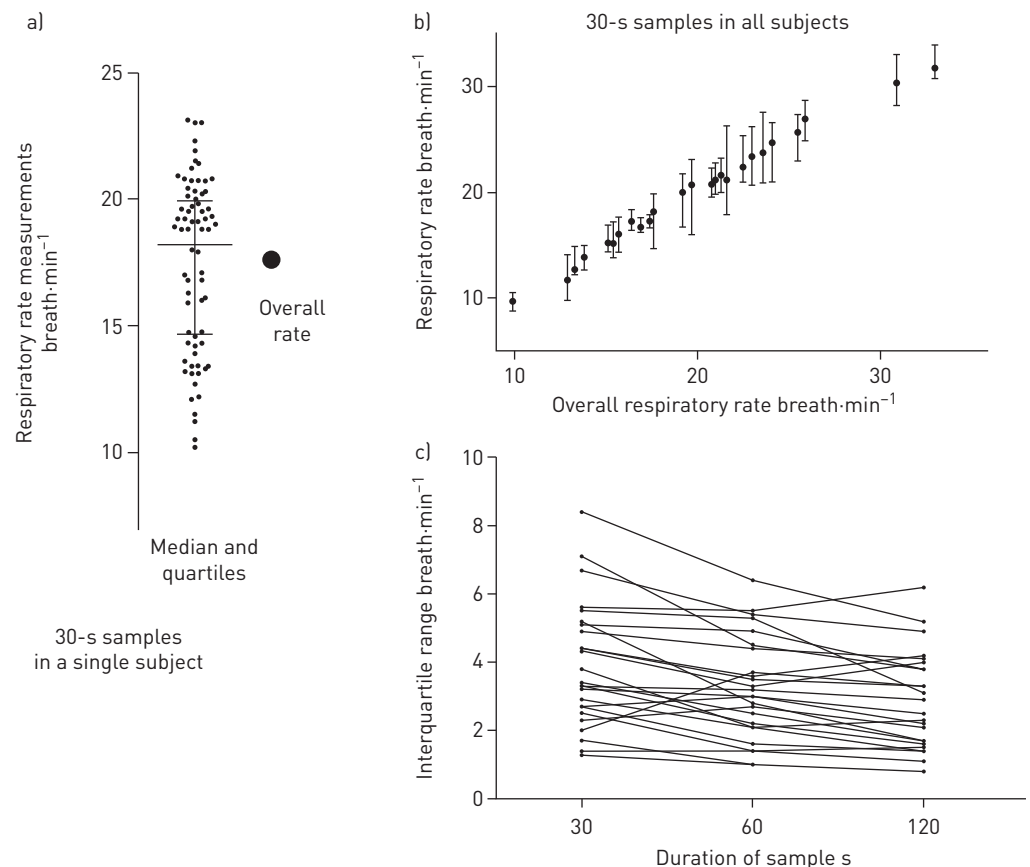 a)
Respiratory rate measurements
breath·min⁻¹
25
20
15
10
Overall
rate
Median and
quartiles
30-s samples
in a single subject
b)
30-s samples in all subjects
Respiratory rate breath·min⁻¹
30
20
10
10
20
30
Overall respiratory rate breath·min⁻¹
c)
Interquartile range breath·min⁻¹
10
8
6
4
2
0
30
60
120
Duration of sample s